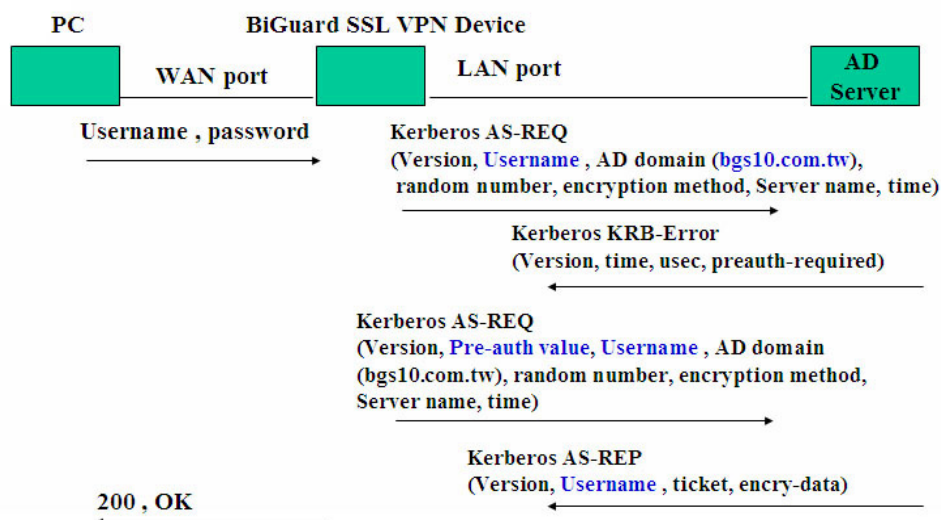 PC
BiGuard SSL VPN Device
WAN port
LAN port
AD
Server
Username , password
Kerberos AS-REQ
(Version, Username , AD domain (bgs10.com.tw),
random number, encryption method, Server name, time)
Kerberos KRB-Error
(Version, time, usec, preauth-required)
Kerberos AS-REQ
(Version, Pre-auth value, Username , AD domain
(bgs10.com.tw), random number, encryption method,
Server name, time)
Kerberos AS-REP
(Version, Username , ticket, encry-data)
200 , OK